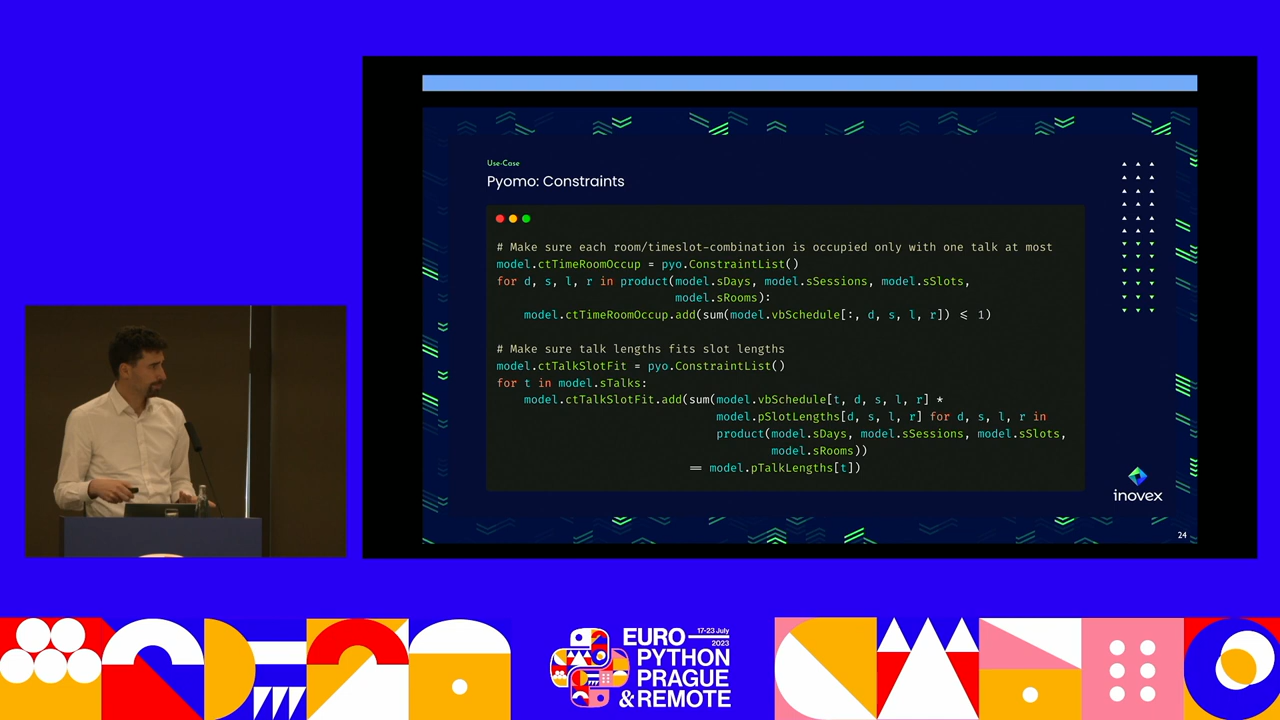 Use-Case
Pyomo: Constraints
# Make sure each room/timeslot-combination is occupied only with one talk at most
model.ctTimeRoomOccup = pyo.ConstraintList()
for d, s, l, r in product(model.sDays, model.sSessions, model.sSlots,
model.sRooms):
model.ctTimeRoomOccup.add(sum(model.vbSchedule[:, d, s, l, r]) <= 1)
# Make sure talk lengths fits slot lengths
model.ctTalkSlotFit = pyo.ConstraintList()
for t in model.sTalks:
model.ctTalkSlotFit.add(sum(model.vbSchedule[t, d, s, l, r] *
model.pSlotLengths[d, s, l, r] for d, s, l, r in
product(model.sDays, model.sSessions, model.sSlots,
model.sRooms))
== model.pTalkLengths[t])
inovex
24
EURO 17-23 July 2023
PYTHON
PRAGUE
& REMOTE